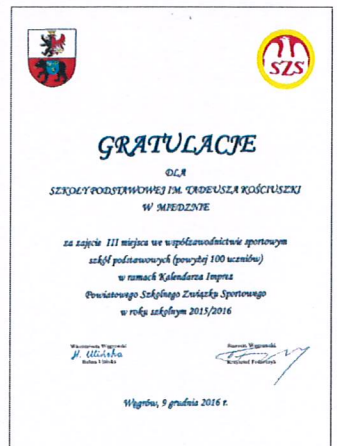 SZS
GRATULACJE
DLA
SZKOŁY PODSTAWOWEJ IM. TADEUSZA KOŚCIUSZKI
W MIEDZNIE
za zajęcie III miejsca we współzawodnictwie sportowym
szkół podstawowych (powyżej 100 uczniów)
w ramach Kalendarza Imprez
Powiatowego Szkolnego Związku Sportowego
w roku szkolnym 2015/2016
Wicestarosta Węgrowski
H. Ulińska
Halina Ulińska
Starosta Węgrowski
Krzysztof Fedorczyk
Węgrów, 9 grudnia 2016 r.